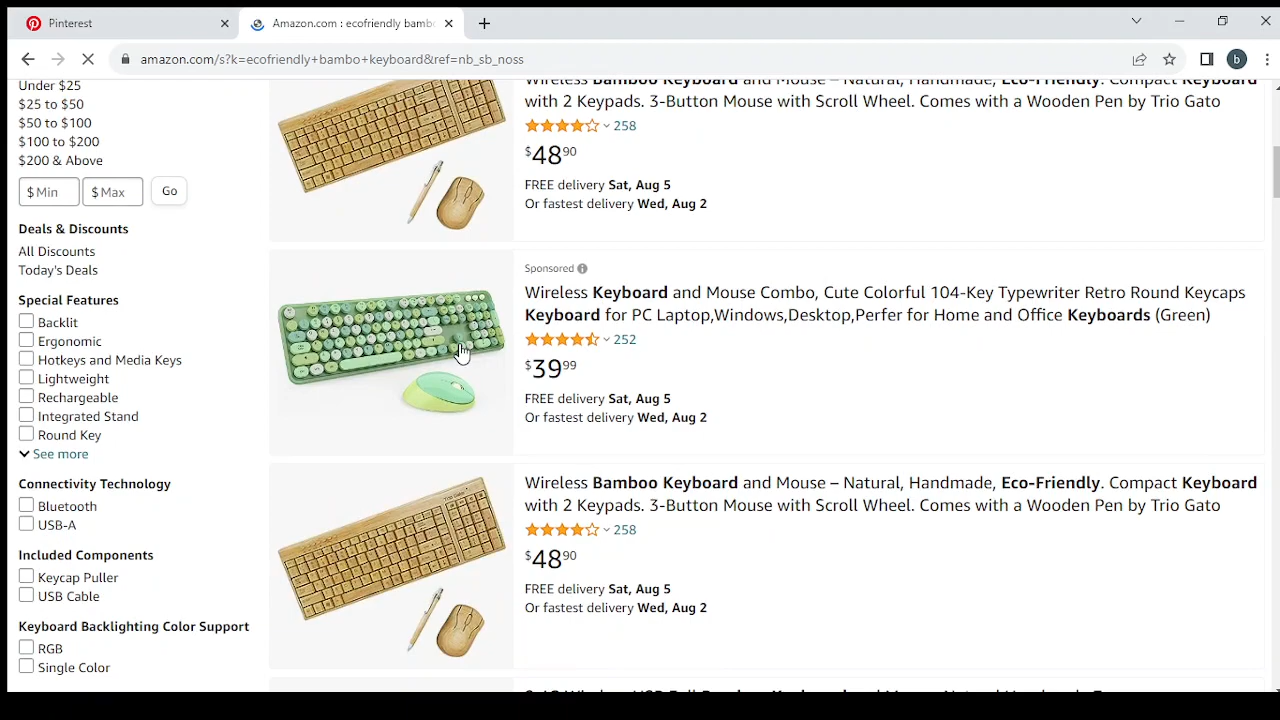 Pinterest
Amazon.com : ecofriendly bambo
amazon.com/s?k=ecofriendly+bambo+keyboard&ref=nb_sb_noss
b
Under $25
$25 to $50
$50 to $100
$100 to $200
$200 & Above
$ Min $ Max Go
Deals & Discounts
All Discounts
Today's Deals
Special Features
Backlit
Ergonomic
Hotkeys and Media Keys
Lightweight
Rechargeable
Integrated Stand
Round Key
See more
Connectivity Technology
Bluetooth
USB-A
Included Components
Keycap Puller
USB Cable
Keyboard Backlighting Color Support
RGB
Single Color
Wireless Bamboo Keyboard and Mouse – Natural, Handmade, Eco-Friendly. Compact Keyboard
with 2 Keypads. 3-Button Mouse with Scroll Wheel. Comes with a Wooden Pen by Trio Gato
258
$48 90
FREE delivery Sat, Aug 5
Or fastest delivery Wed, Aug 2
Sponsored
Wireless Keyboard and Mouse Combo, Cute Colorful 104-Key Typewriter Retro Round Keycaps
Keyboard for PC Laptop,Windows,Desktop,Perfer for Home and Office Keyboards (Green)
252
$39 99
FREE delivery Sat, Aug 5
Or fastest delivery Wed, Aug 2
Wireless Bamboo Keyboard and Mouse – Natural, Handmade, Eco-Friendly. Compact Keyboard
with 2 Keypads. 3-Button Mouse with Scroll Wheel. Comes with a Wooden Pen by Trio Gato
258
$48 90
FREE delivery Sat, Aug 5
Or fastest delivery Wed, Aug 2